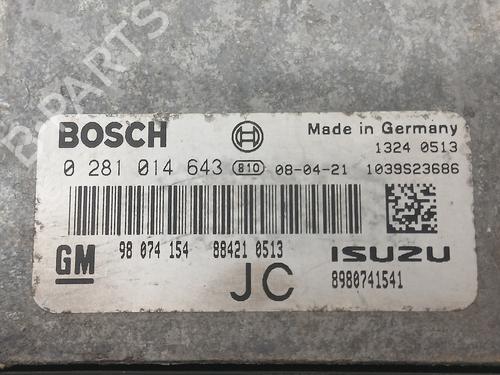 B-PARTS
BOSCH
Made in Germany
1324 0513
0 281 014 643 810 08-04-21 1039S23686
GM 98 074 154 88421 0513 ISUZU
JC 8980741541